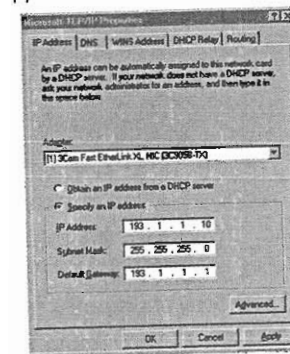 Microsoft TCP/IP Properties
IP Address DNS WINS Address DHCP Relay Routing
An IP address can be automatically assigned to this network card
by a DHCP server. If your network does not have a DHCP server,
ask your network administrator for an address, and then type it in
the space below.
Adapter:
[1] 3Com Fast EtherLink XL NIC (3C905B-TX)
Obtain an IP address from a DHCP server
Specify an IP address
IP Address: 193 . 1 . 1 . 10
Subnet Mask: 255 . 255 . 255 . 0
Default Gateway: 193 . 1 . 1 . 1
Advanced...
OK Cancel Apply